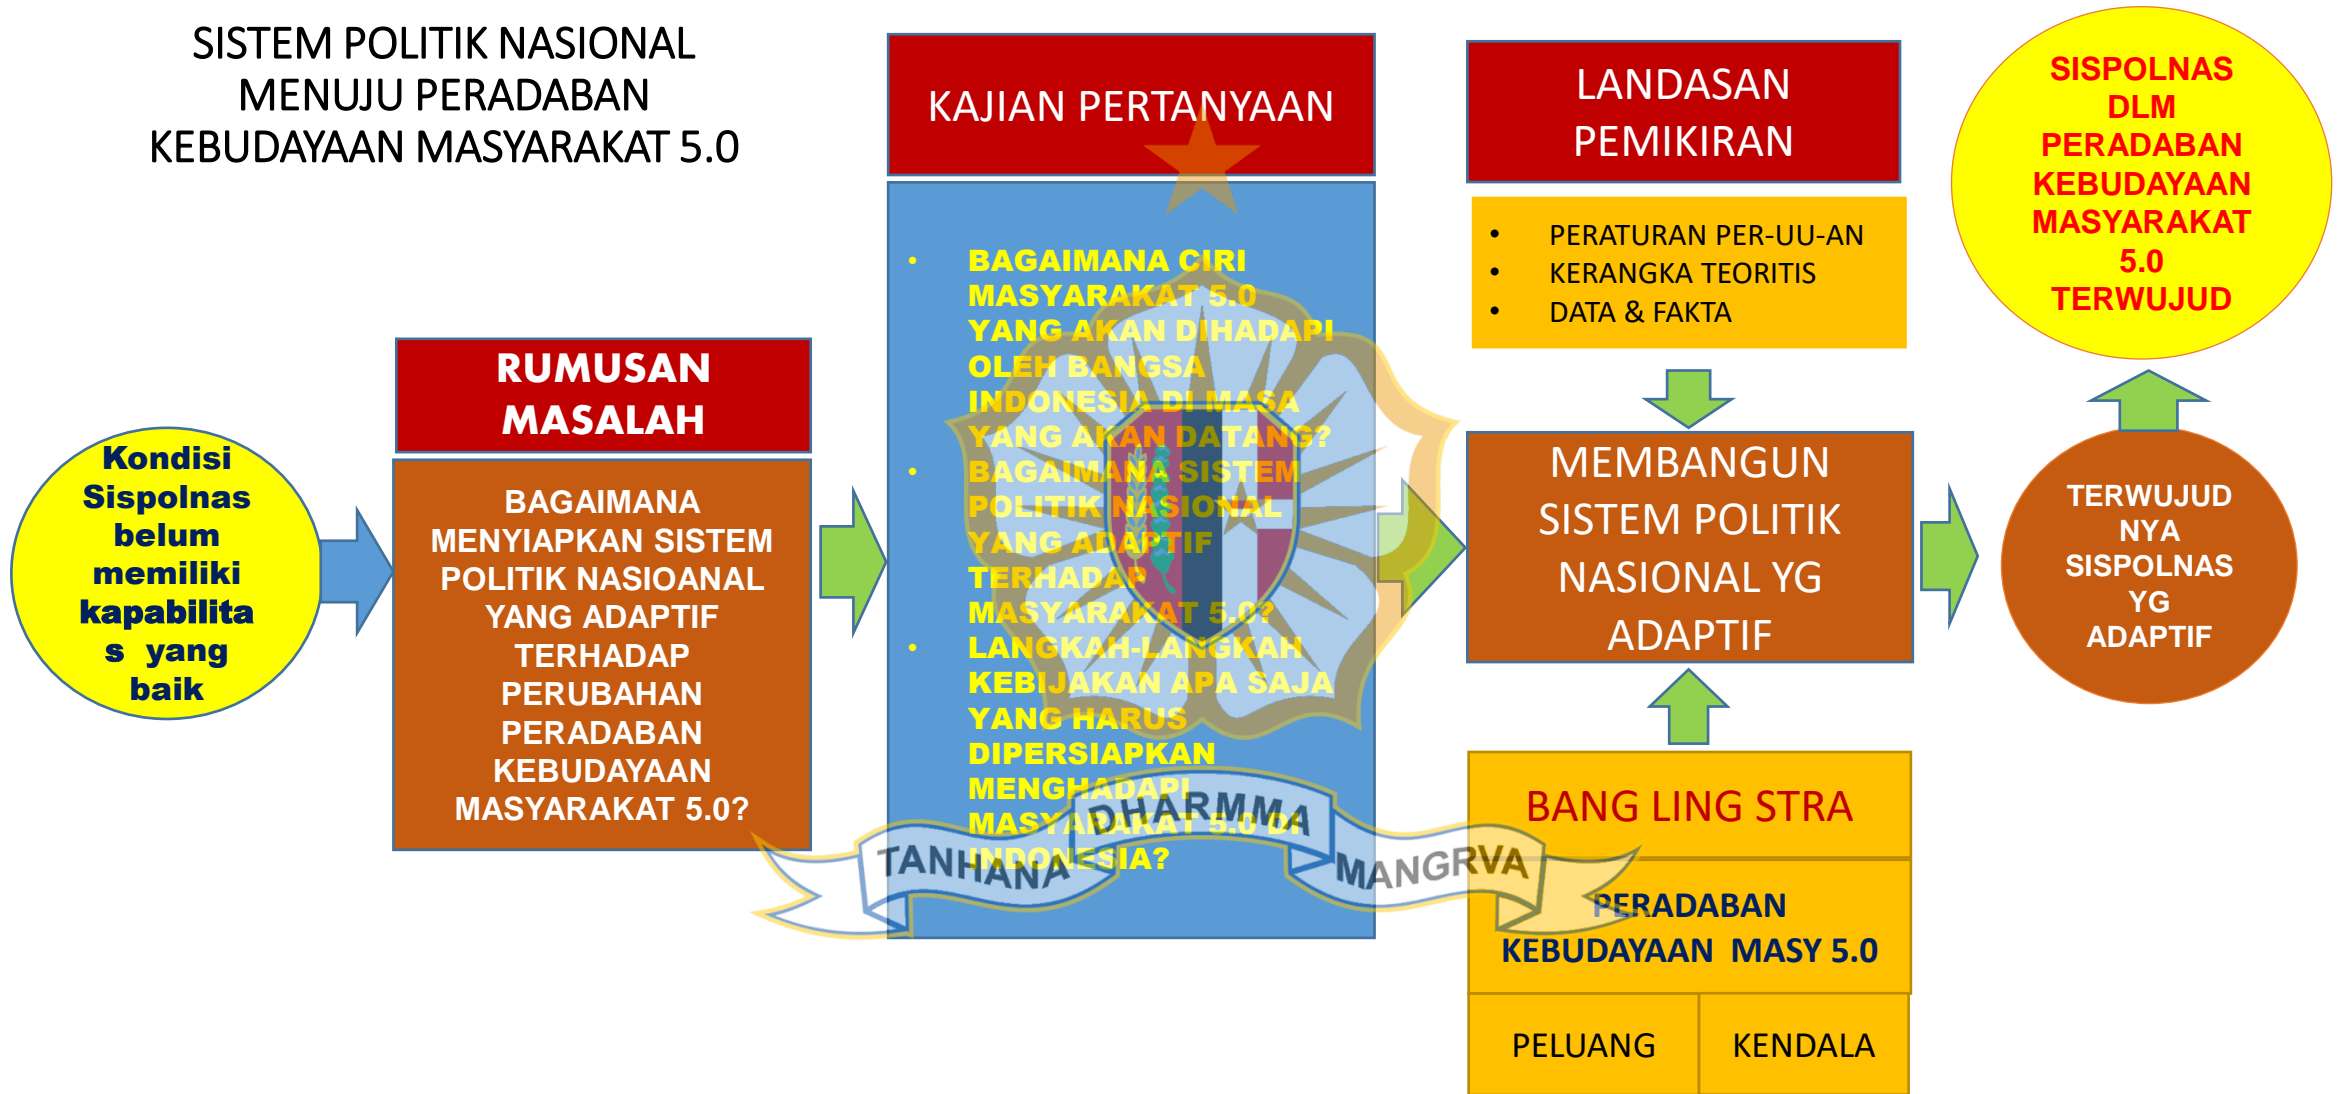 SISTEM POLITIK NASIONAL
MENUJU PERADABAN
KEBUDAYAAN MASYARAKAT 5.0
Kondisi
Sispolnas
belum
memiliki
kapabilita
s yang
baik
RUMUSAN
MASALAH
BAGAIMANA
MENYIAPKAN SISTEM
POLITIK NASIOANAL
YANG ADAPTIF
TERHADAP
PERUBAHAN
PERADABAN
KEBUDAYAAN
MASYARAKAT 5.0?
KAJIAN PERTANYAAN
• BAGAIMANA CIRI
MASYARAKAT 5.0
YANG AKAN DIHADAPI
OLEH BANGSA
INDONESIA DI MASA
YANG AKAN DATANG?
• BAGAIMANA SISTEM
POLITIK NASIONAL
YANG ADAPTIF
TERHADAP
MASYARAKAT 5.0?
• LANGKAH-LANGKAH
KEBIJAKAN APA SAJA
YANG HARUS
DIPERSIAPKAN
MENGHADAPI
MASYARAKAT 5.0 DI
INDONESIA?
TANHANA DHARMMA MANGRVA
LANDASAN
PEMIKIRAN
• PERATURAN PER-UU-AN
• KERANGKA TEORITIS
• DATA & FAKTA
MEMBANGUN
SISTEM POLITIK
NASIONAL YG
ADAPTIF
BANG LING STRA
PERADABAN
KEBUDAYAAN MASY 5.0
PELUANG
KENDALA
TERWUJUD
NYA
SISPOLNAS
YG
ADAPTIF
SISPOLNAS
DLM
PERADABAN
KEBUDAYAAN
MASYARAKAT
5.0
TERWUJUD